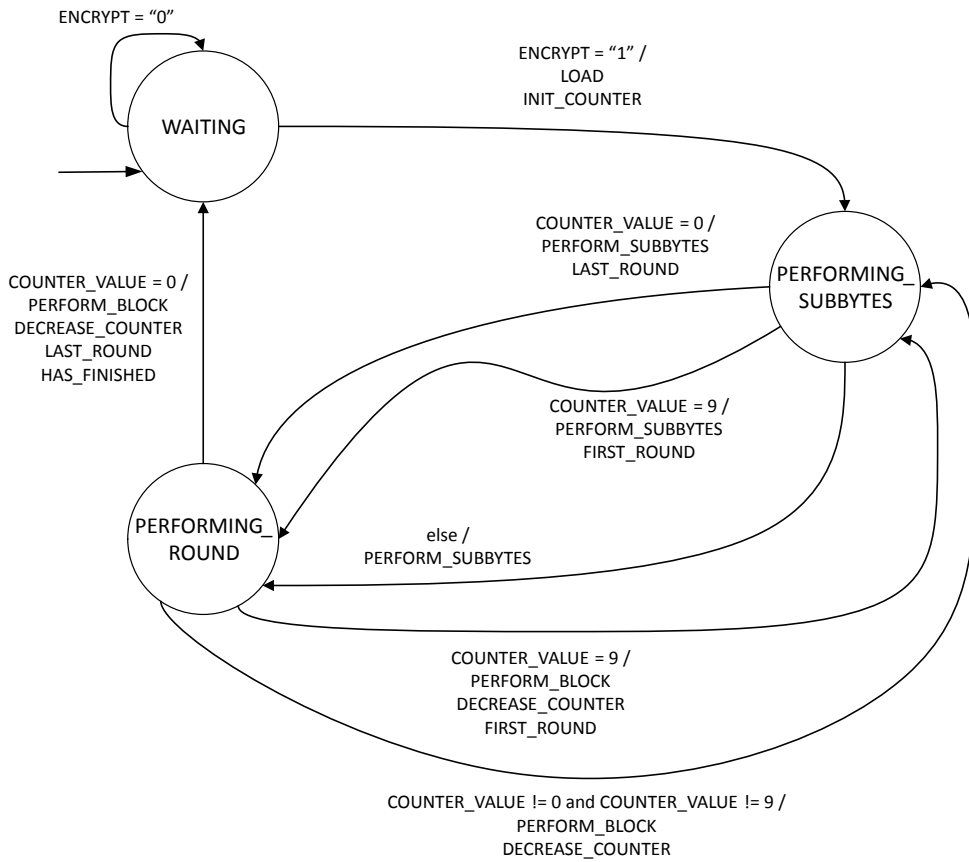 ENCRYPT = “0”
ENCRYPT = “1” /
LOAD
INIT_COUNTER
WAITING
COUNTER_VALUE = 0 /
PERFORM_SUBBYTES
LAST_ROUND
PERFORMING_
SUBBYTES
COUNTER_VALUE = 0 /
PERFORM_BLOCK
DECREASE_COUNTER
LAST_ROUND
HAS_FINISHED
COUNTER_VALUE = 9 /
PERFORM_SUBBYTES
FIRST_ROUND
PERFORMING_
ROUND
else /
PERFORM_SUBBYTES
COUNTER_VALUE = 9 /
PERFORM_BLOCK
DECREASE_COUNTER
FIRST_ROUND
COUNTER_VALUE != 0 and COUNTER_VALUE != 9 /
PERFORM_BLOCK
DECREASE_COUNTER